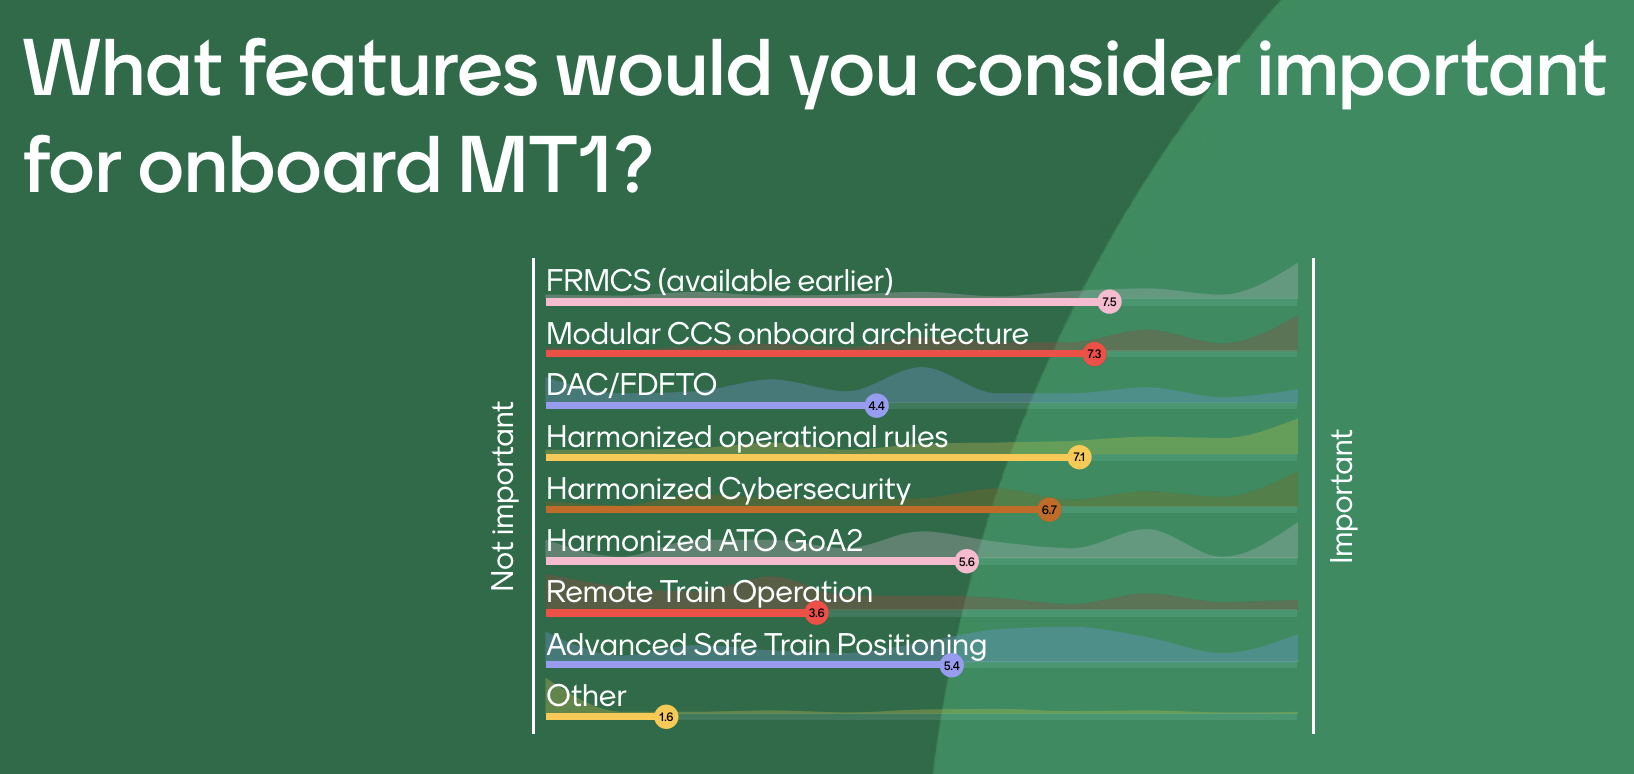 What features would you consider important
for onboard MT1?
Not important
FRMCS (available earlier)
7.5
Modular CCS onboard architecture
7.3
DAC/FDFTO
4.4
Harmonized operational rules
7.1
Harmonized Cybersecurity
6.7
Harmonized ATO GoA2
5.6
Remote Train Operation
3.6
Advanced Safe Train Positioning
5.4
Other
1.6
Important